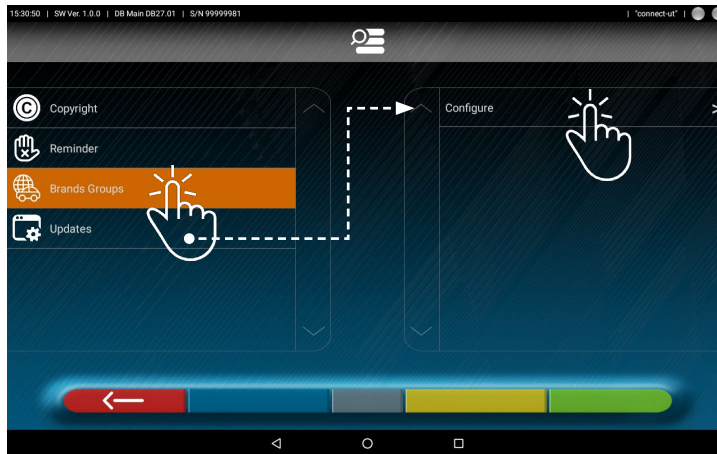 15:30:50 | SW Ver. 1.0.0 | DB Main DB27.01 | S/N 99999981 | "connect-ut" |
Copyright
Configure
Reminder
Brands Groups
Updates